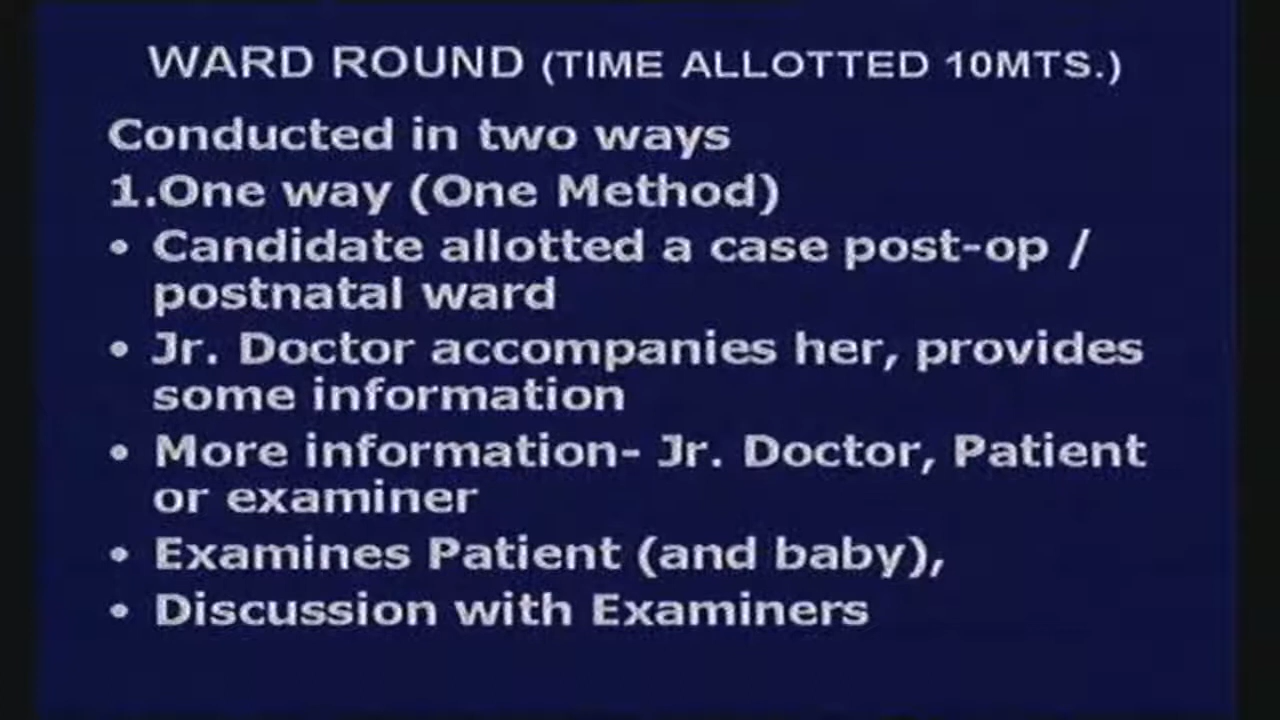 WARD ROUND (TIME ALLOTTED 10MTS.)
Conducted in two ways
1.One way (One Method)
• Candidate allotted a case post-op /
postnatal ward
• Jr. Doctor accompanies her, provides
some information
• More information- Jr. Doctor, Patient
or examiner
• Examines Patient (and baby),
• Discussion with Examiners